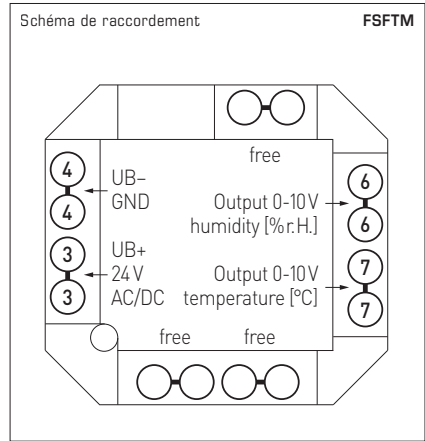 Schéma de raccordement FSFTM
free
4
4
UB–
GND
3
3
UB+
24 V
AC/DC
Output 0-10 V
humidity [% r. H.]
6
6
Output 0-10 V
temperature [°C]
7
7
free free